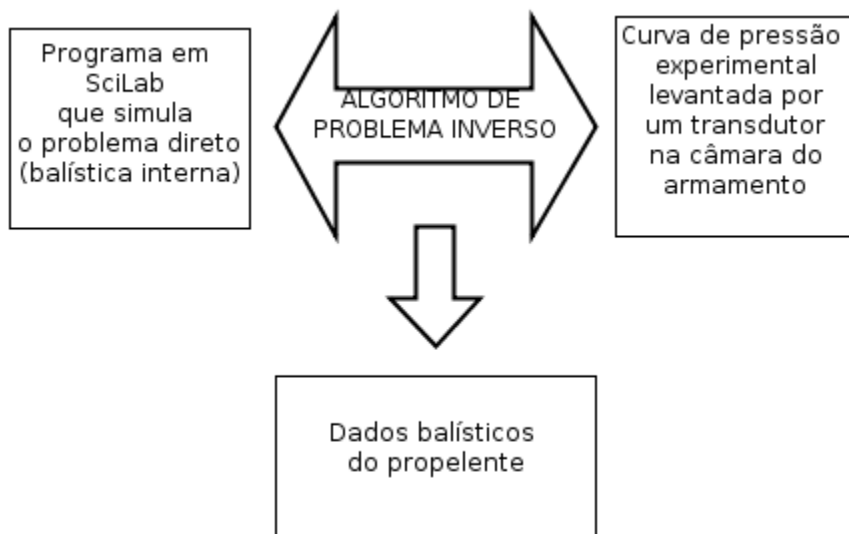 Programa em
SciLab
que simula
o problema direto
(balística interna)
ALGORITMO DE
PROBLEMA INVERSO
Curva de pressão
experimental
levantada por
um transdutor
na câmara do
armamento
Dados balísticos
do propelente